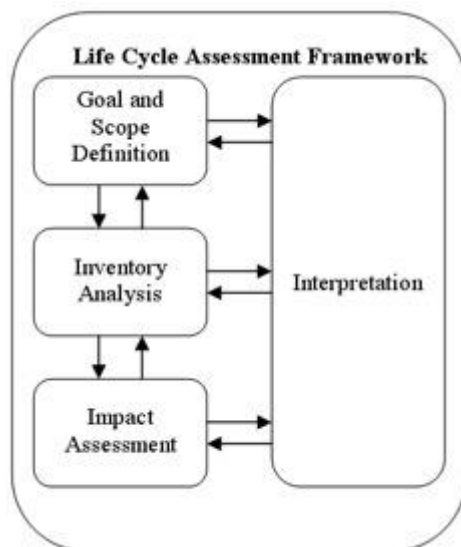 Life Cycle Assessment Framework
Goal and
Scope
Definition
Inventory
Analysis
Interpretation
Impact
Assessment